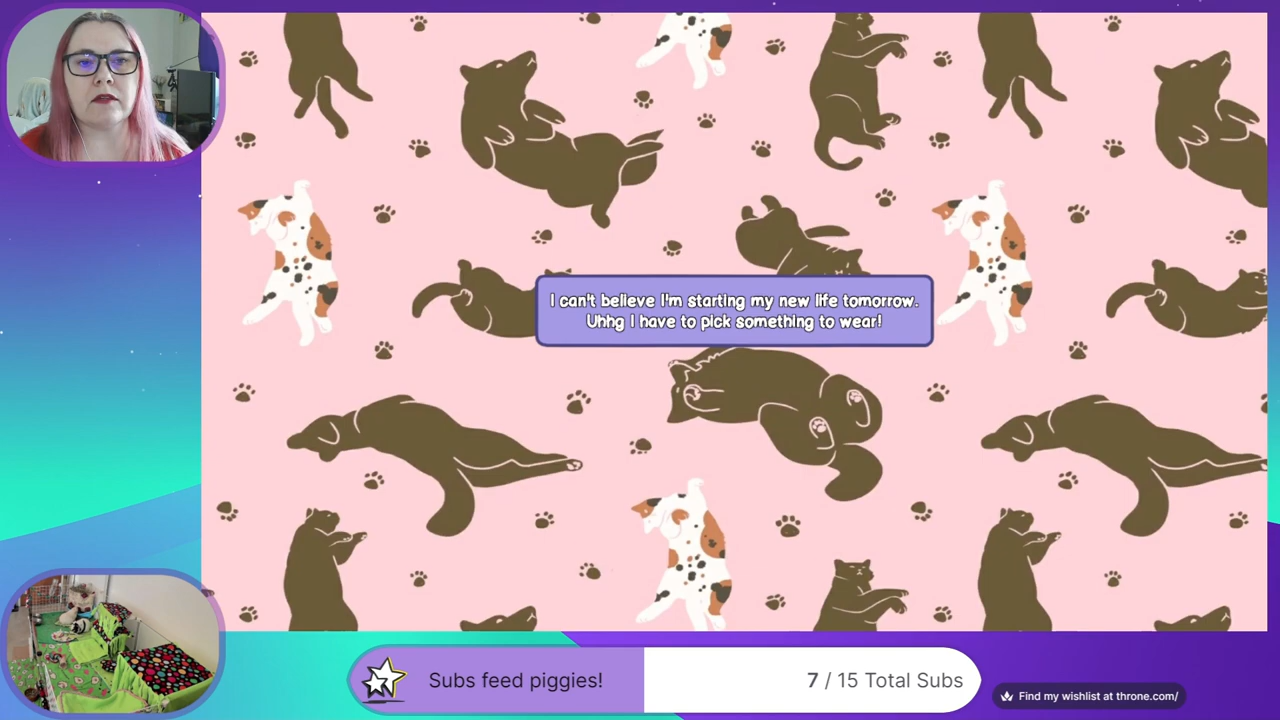 I can't believe I'm starting my new life tomorrow.
Uhhg I have to pick something to wear!
Subs feed piggies!
7 / 15 Total Subs
Find my wishlist at throne.com/